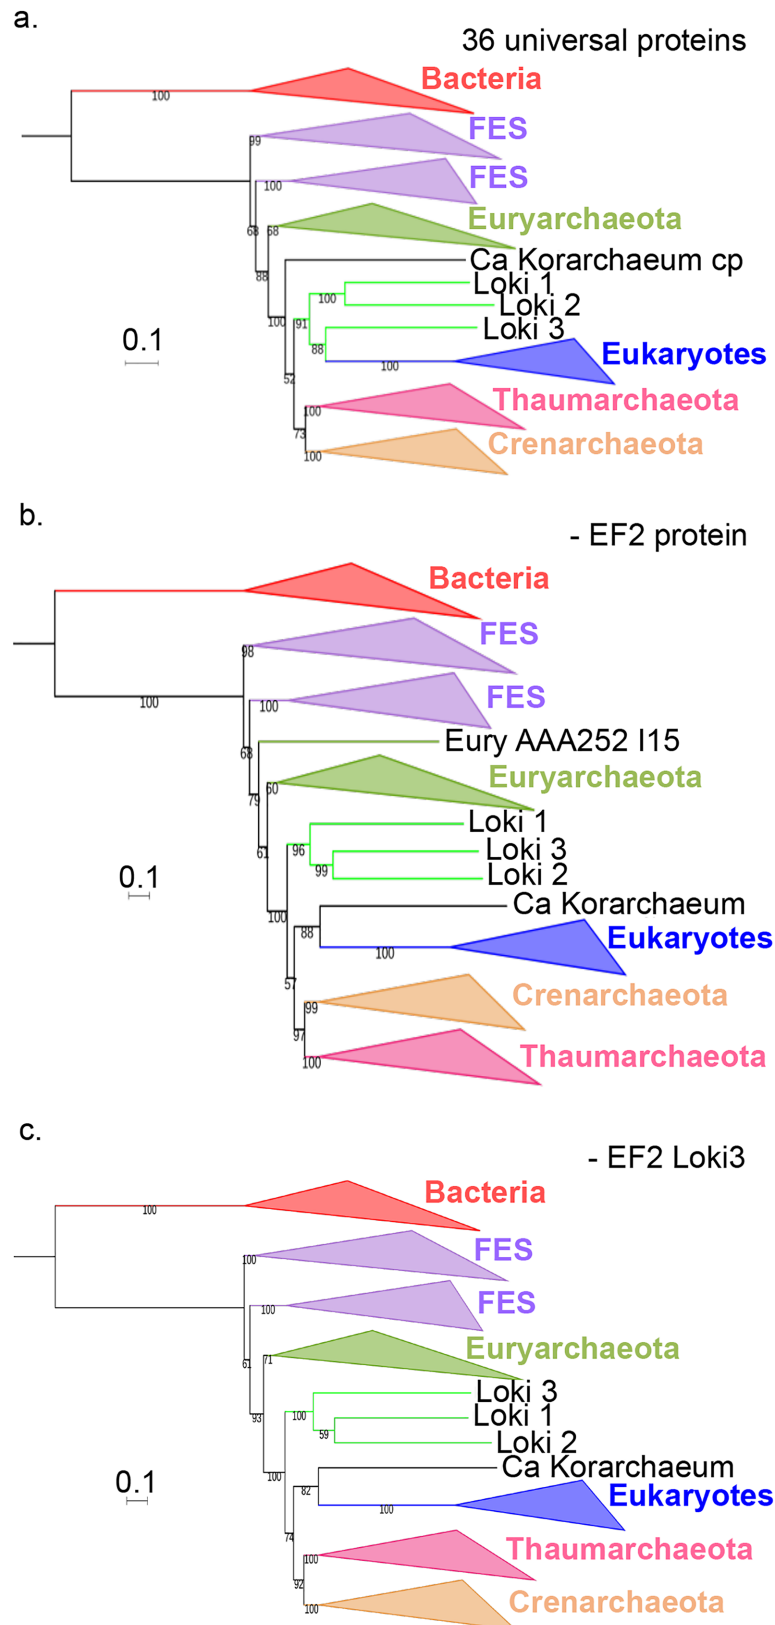 a.
36 universal proteins
Bacteria
100
FES
99
FES
100
Euryarchaeota
68
68
Ca Korarchaeum cp
88
Loki 1
100
Loki 2
100
91
Loki 3
0.1
88
Eukaryotes
100
52
Thaumarchaeota
100
73
Crenarchaeota
100
b.
- EF2 protein
Bacteria
FES
98
FES
100
100
Eury AAA252 I15
68
Euryarchaeota
60
79
Loki 1
96
Loki 3
61
99
Loki 2
0.1
Ca Korarchaeum
100
88
Eukaryotes
100
57
Crenarchaeota
99
97
Thaumarchaeota
100
c.
- EF2 Loki3
Bacteria
100
FES
100
FES
100
Euryarchaeota
71
61
Loki 3
100
Loki 1
93
59
Loki 2
Ca Korarchaeum
100
0.1
82
Eukaryotes
100
74
Thaumarchaeota
100
92
Crenarchaeota
100